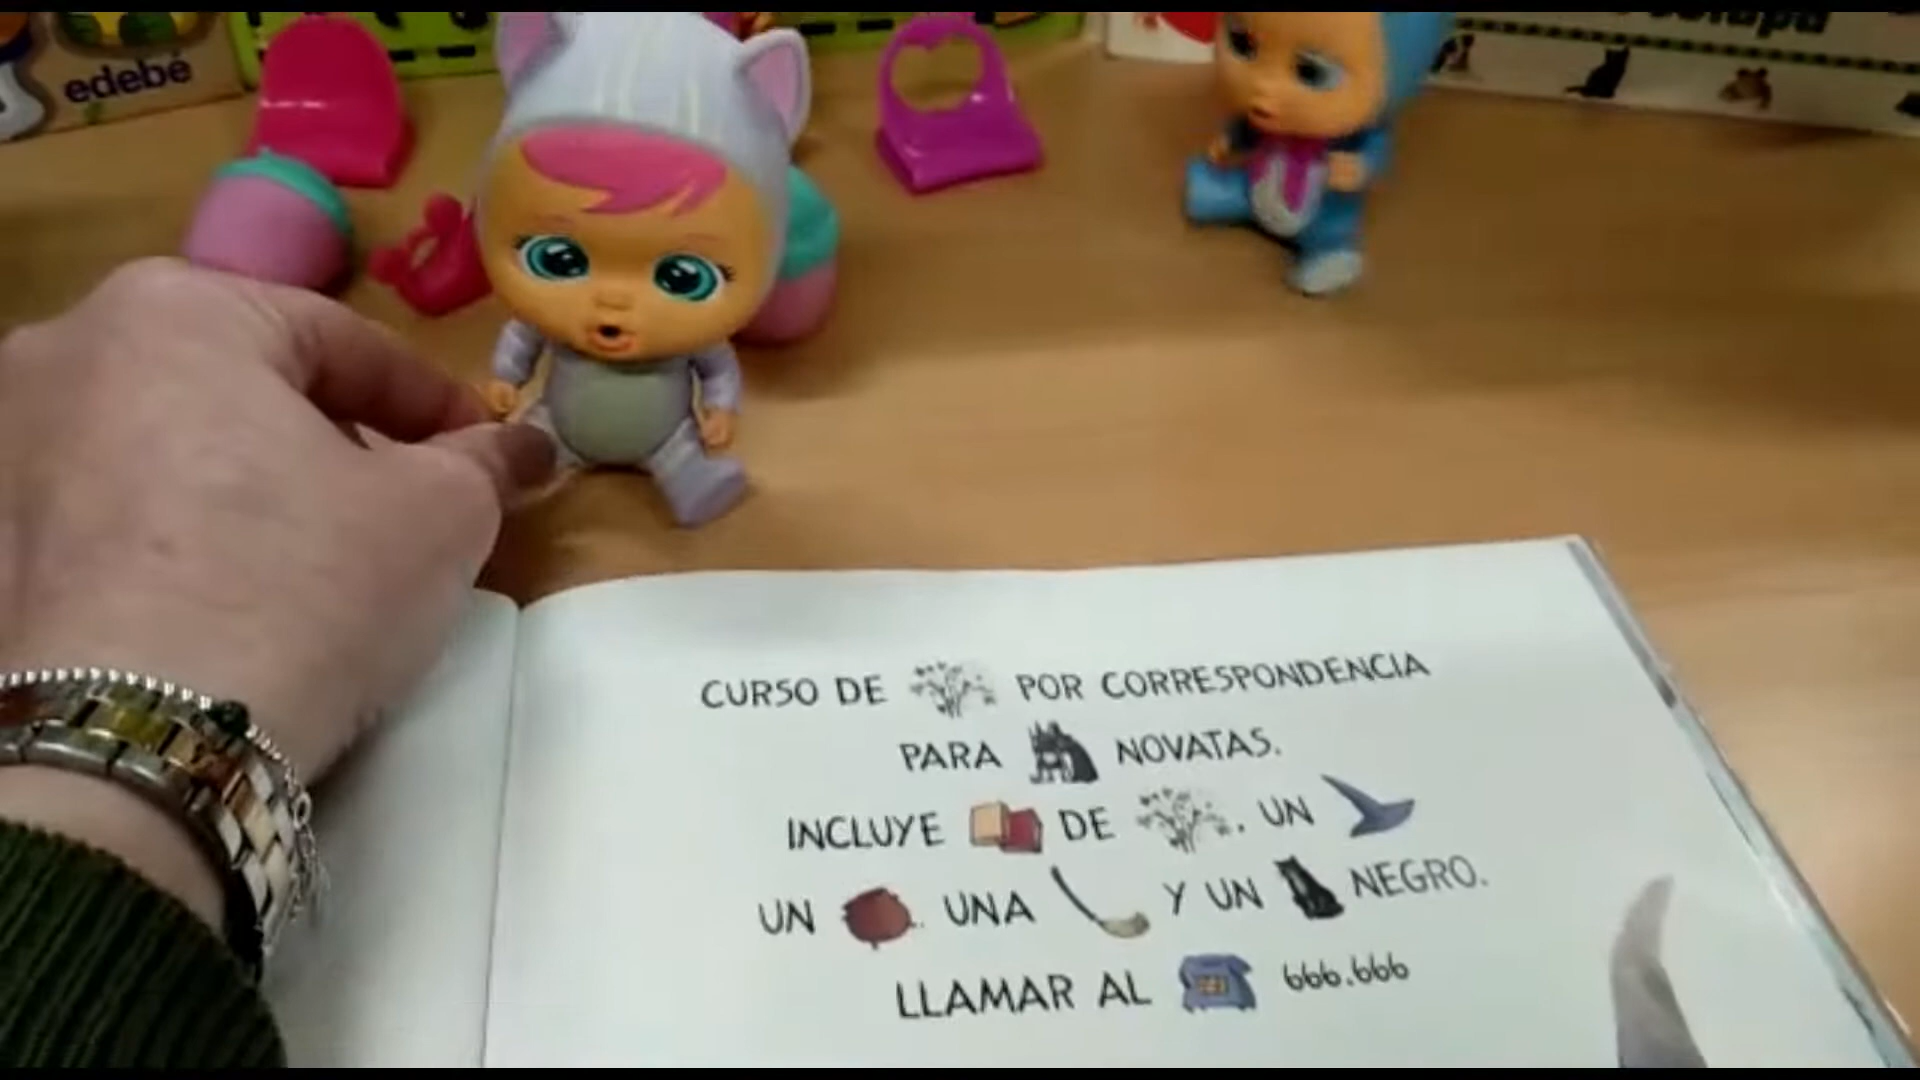 edebé
CURSO DE POR CORRESPONDENCIA
PARA NOVATAS.
INCLUYE DE , UN
UN , UNA Y UN NEGRO.
LLAMAR AL 666.666